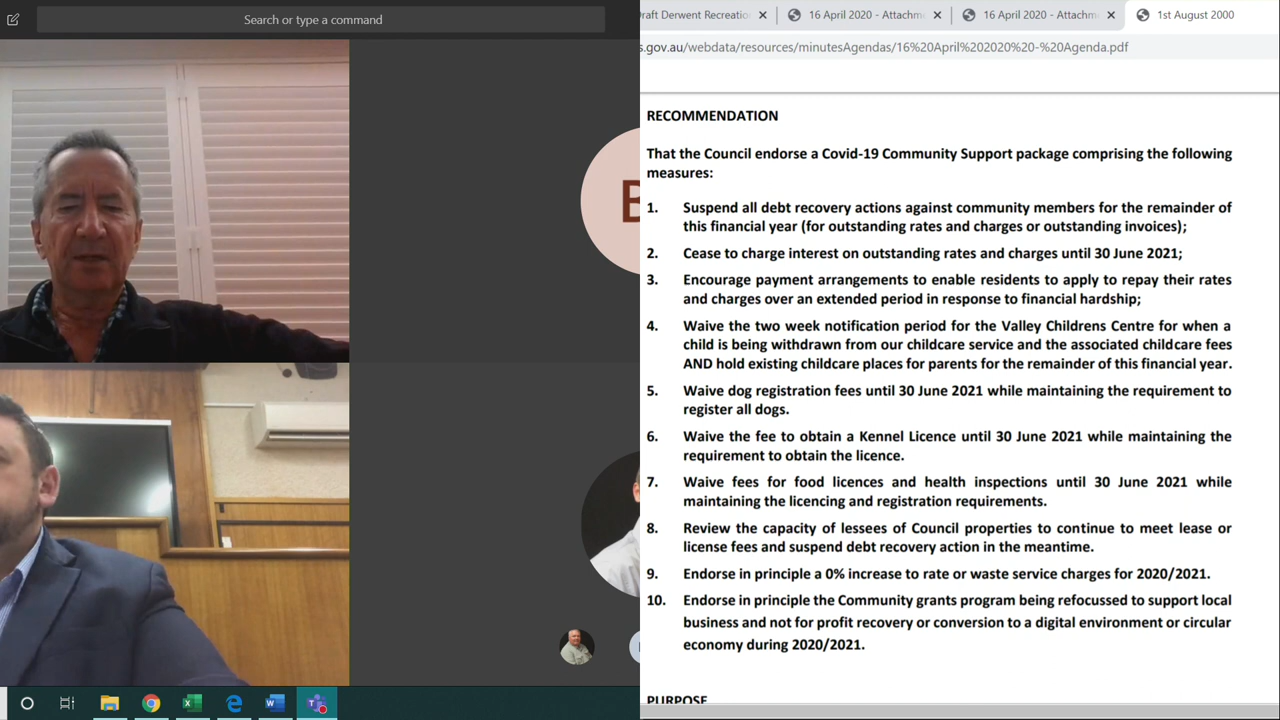 Search or type a command
raft Derwent Recreatio
16 April 2020 - Attachm
16 April 2020 - Attachm
1st August 2000
s.gov.au/webdata/resources/minutesAgendas/16%20April%202020%20-%20Agenda.pdf
RECOMMENDATION
That the Council endorse a Covid-19 Community Support package comprising the following
measures:
1. Suspend all debt recovery actions against community members for the remainder of
this financial year (for outstanding rates and charges or outstanding invoices);
2. Cease to charge interest on outstanding rates and charges until 30 June 2021;
3. Encourage payment arrangements to enable residents to apply to repay their rates
and charges over an extended period in response to financial hardship;
4. Waive the two week notification period for the Valley Childrens Centre for when a
child is being withdrawn from our childcare service and the associated childcare fees
AND hold existing childcare places for parents for the remainder of this financial year.
5. Waive dog registration fees until 30 June 2021 while maintaining the requirement to
register all dogs.
6. Waive the fee to obtain a Kennel Licence until 30 June 2021 while maintaining the
requirement to obtain the licence.
7. Waive fees for food licences and health inspections until 30 June 2021 while
maintaining the licencing and registration requirements.
8. Review the capacity of lessees of Council properties to continue to meet lease or
license fees and suspend debt recovery action in the meantime.
9. Endorse in principle a 0% increase to rate or waste service charges for 2020/2021.
10. Endorse in principle the Community grants program being refocussed to support local
business and not for profit recovery or conversion to a digital environment or circular
economy during 2020/2021.
PURPOSE